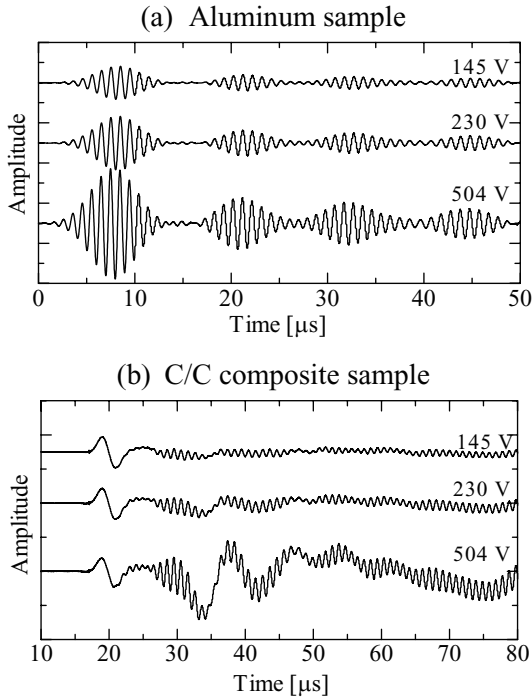 (a) Aluminum sample
145 V
230 V
504 V
Amplitude
0 10 20 30 40 50
Time [μs]
(b) C/C composite sample
145 V
230 V
504 V
Amplitude
10 20 30 40 50 60 70 80
Time [μs]